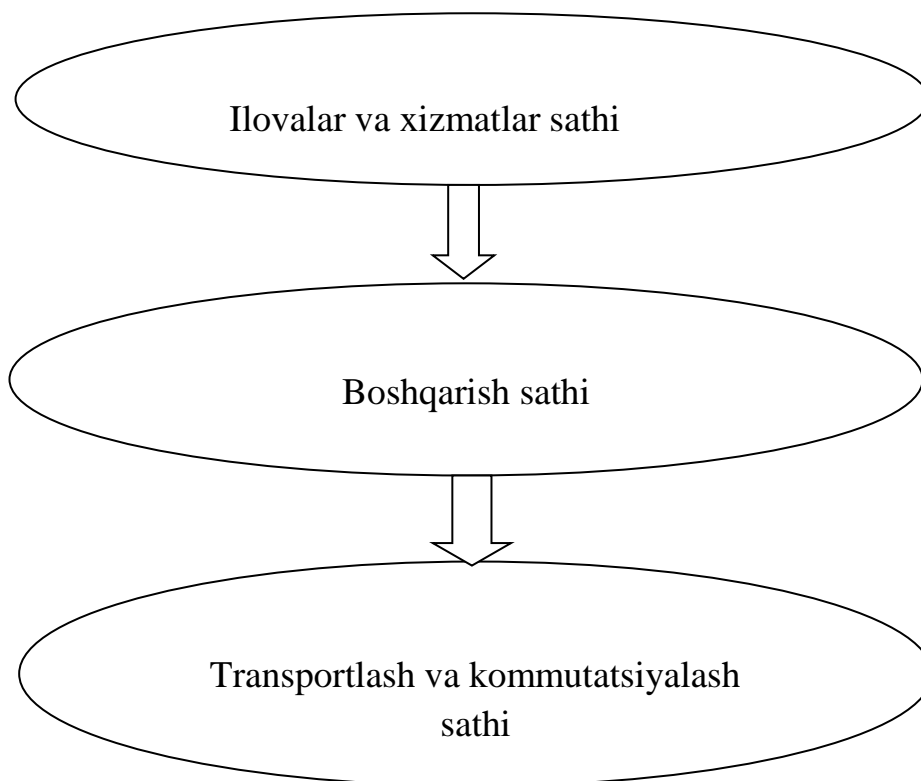 Ilovalar va xizmatlar sathi
Boshqarish sathi
Transportlash va kommutatsiyalash
sathi